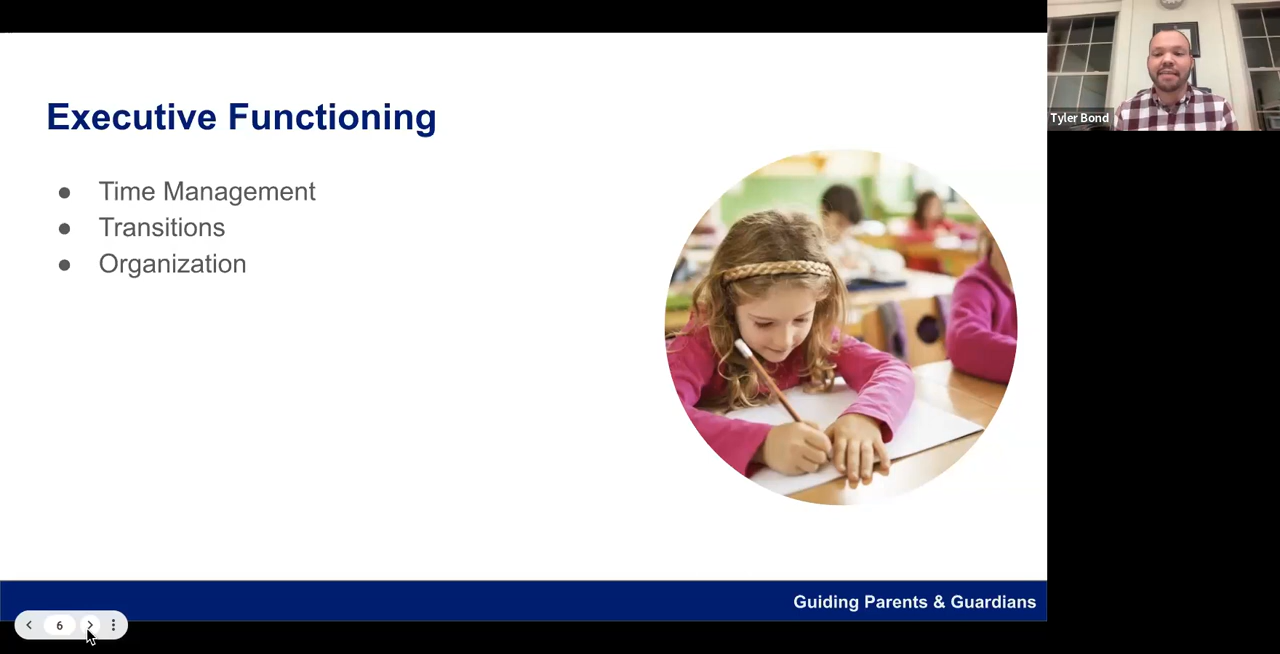 Executive Functioning
● Time Management
● Transitions
● Organization
Guiding Parents & Guardians
6
Tyler Bond